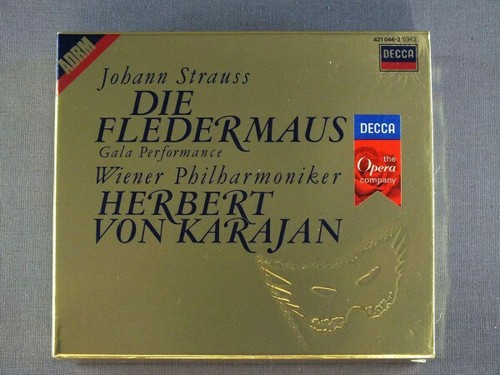 ADRM
421 046-2
DECCA
Johann Strauss
DIE
FLEDERMAUS
Gala Performance
DECCA
the
Opera
company
Wiener Philharmoniker
HERBERT
VON KARAJAN